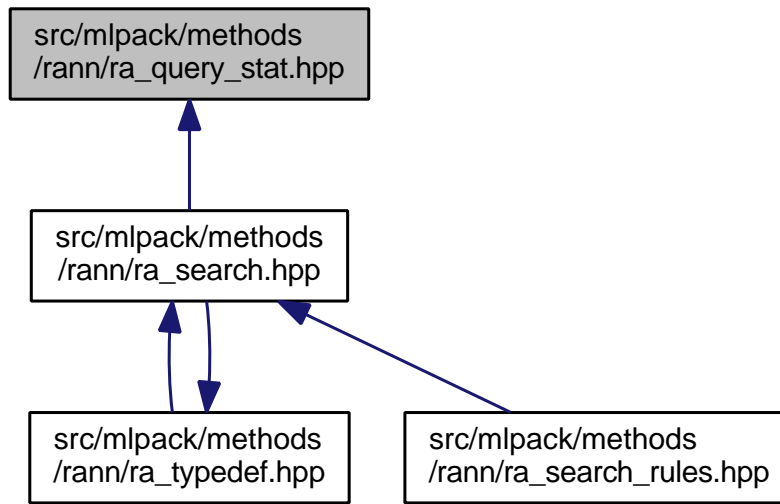 src/mlpack/methods
/rann/ra_query_stat.hpp
src/mlpack/methods
/rann/ra_search.hpp
src/mlpack/methods
/rann/ra_typedef.hpp
src/mlpack/methods
/rann/ra_search_rules.hpp